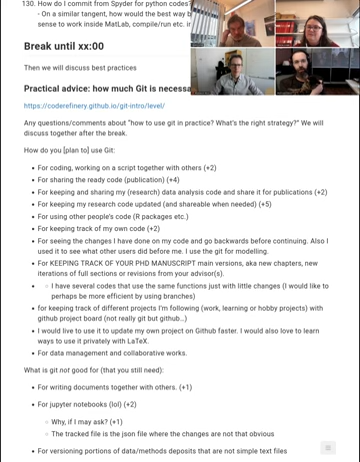 130. How do I commit from Spyder for python codes?
- On a similar tangent, how would the best way b
sense to work inside MatLab, compile/run etc. i
Break until xx:00
Then we will discuss best practices
Practical advice: how much Git is necessa
https://coderefinery.github.io/git-intro/level/
Any questions/comments about "how to use git in practice? What's the right strategy?" We will
discuss together after the break.
How do you [plan to] use Git:
For coding, working on a script together with others (+2)
For sharing the ready code (publication) (+4)
For keeping and sharing my (research) data analysis code and share it for publications (+2)
For keeping my research code updated (and shareable when needed) (+5)
For using other people's code (R packages etc.)
For keeping track of my own code (+2)
For seeing the changes I have done on my code and go backwards before continuing. Also I
used it to see what other users did before me. I use the git for modelling.
For KEEPING TRACK OF YOUR PHD MANUSCRIPT main versions, aka new chapters, new
iterations of full sections or revisions from your advisor(s).
I have several codes that use the same functions just with little changes (I would like to
perhaps be more efficient by using branches)
for keeping track of different projects I'm following (work, learning or hobby projects) with
github project board (not really git but github..)
I would live to use it to update my own project on Github faster. I would also love to learn
ways to use it privately with LaTeX.
For data management and collaborative works.
What is git not good for (that you still need):
For writing documents together with others. (+1)
For jupyter notebooks (lol) (+2)
Why, if I may ask? (+1)
The tracked file is the json file where the changes are not that obvious
For versioning portions of data/methods deposits that are not simple text files